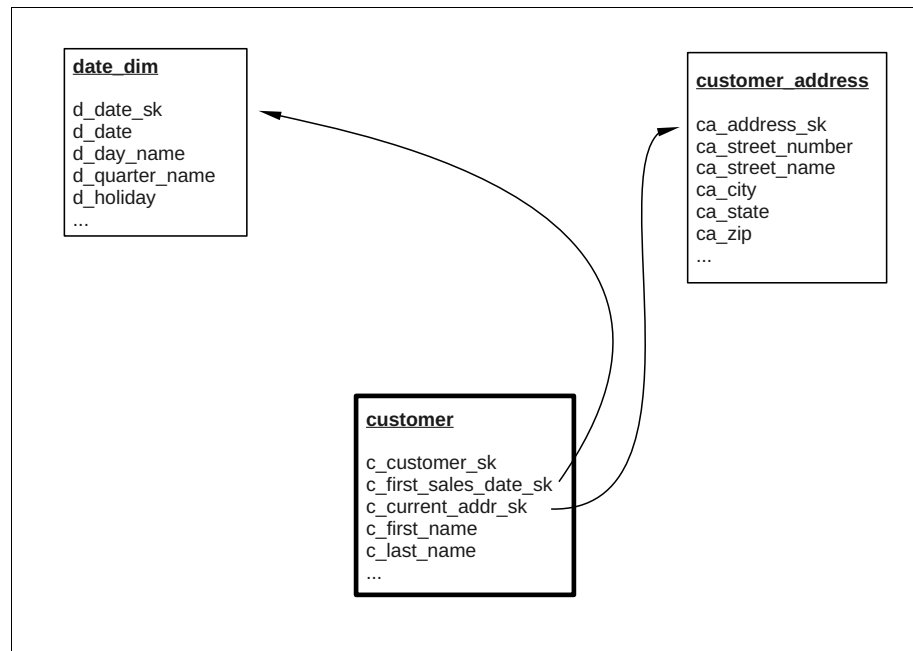 date_dim
d_date_sk
d_date
d_day_name
d_quarter_name
d_holiday
...
customer_address
ca_address_sk
ca_street_number
ca_street_name
ca_city
ca_state
ca_zip
...
customer
c_customer_sk
c_first_sales_date_sk
c_current_addr_sk
c_first_name
c_last_name
...